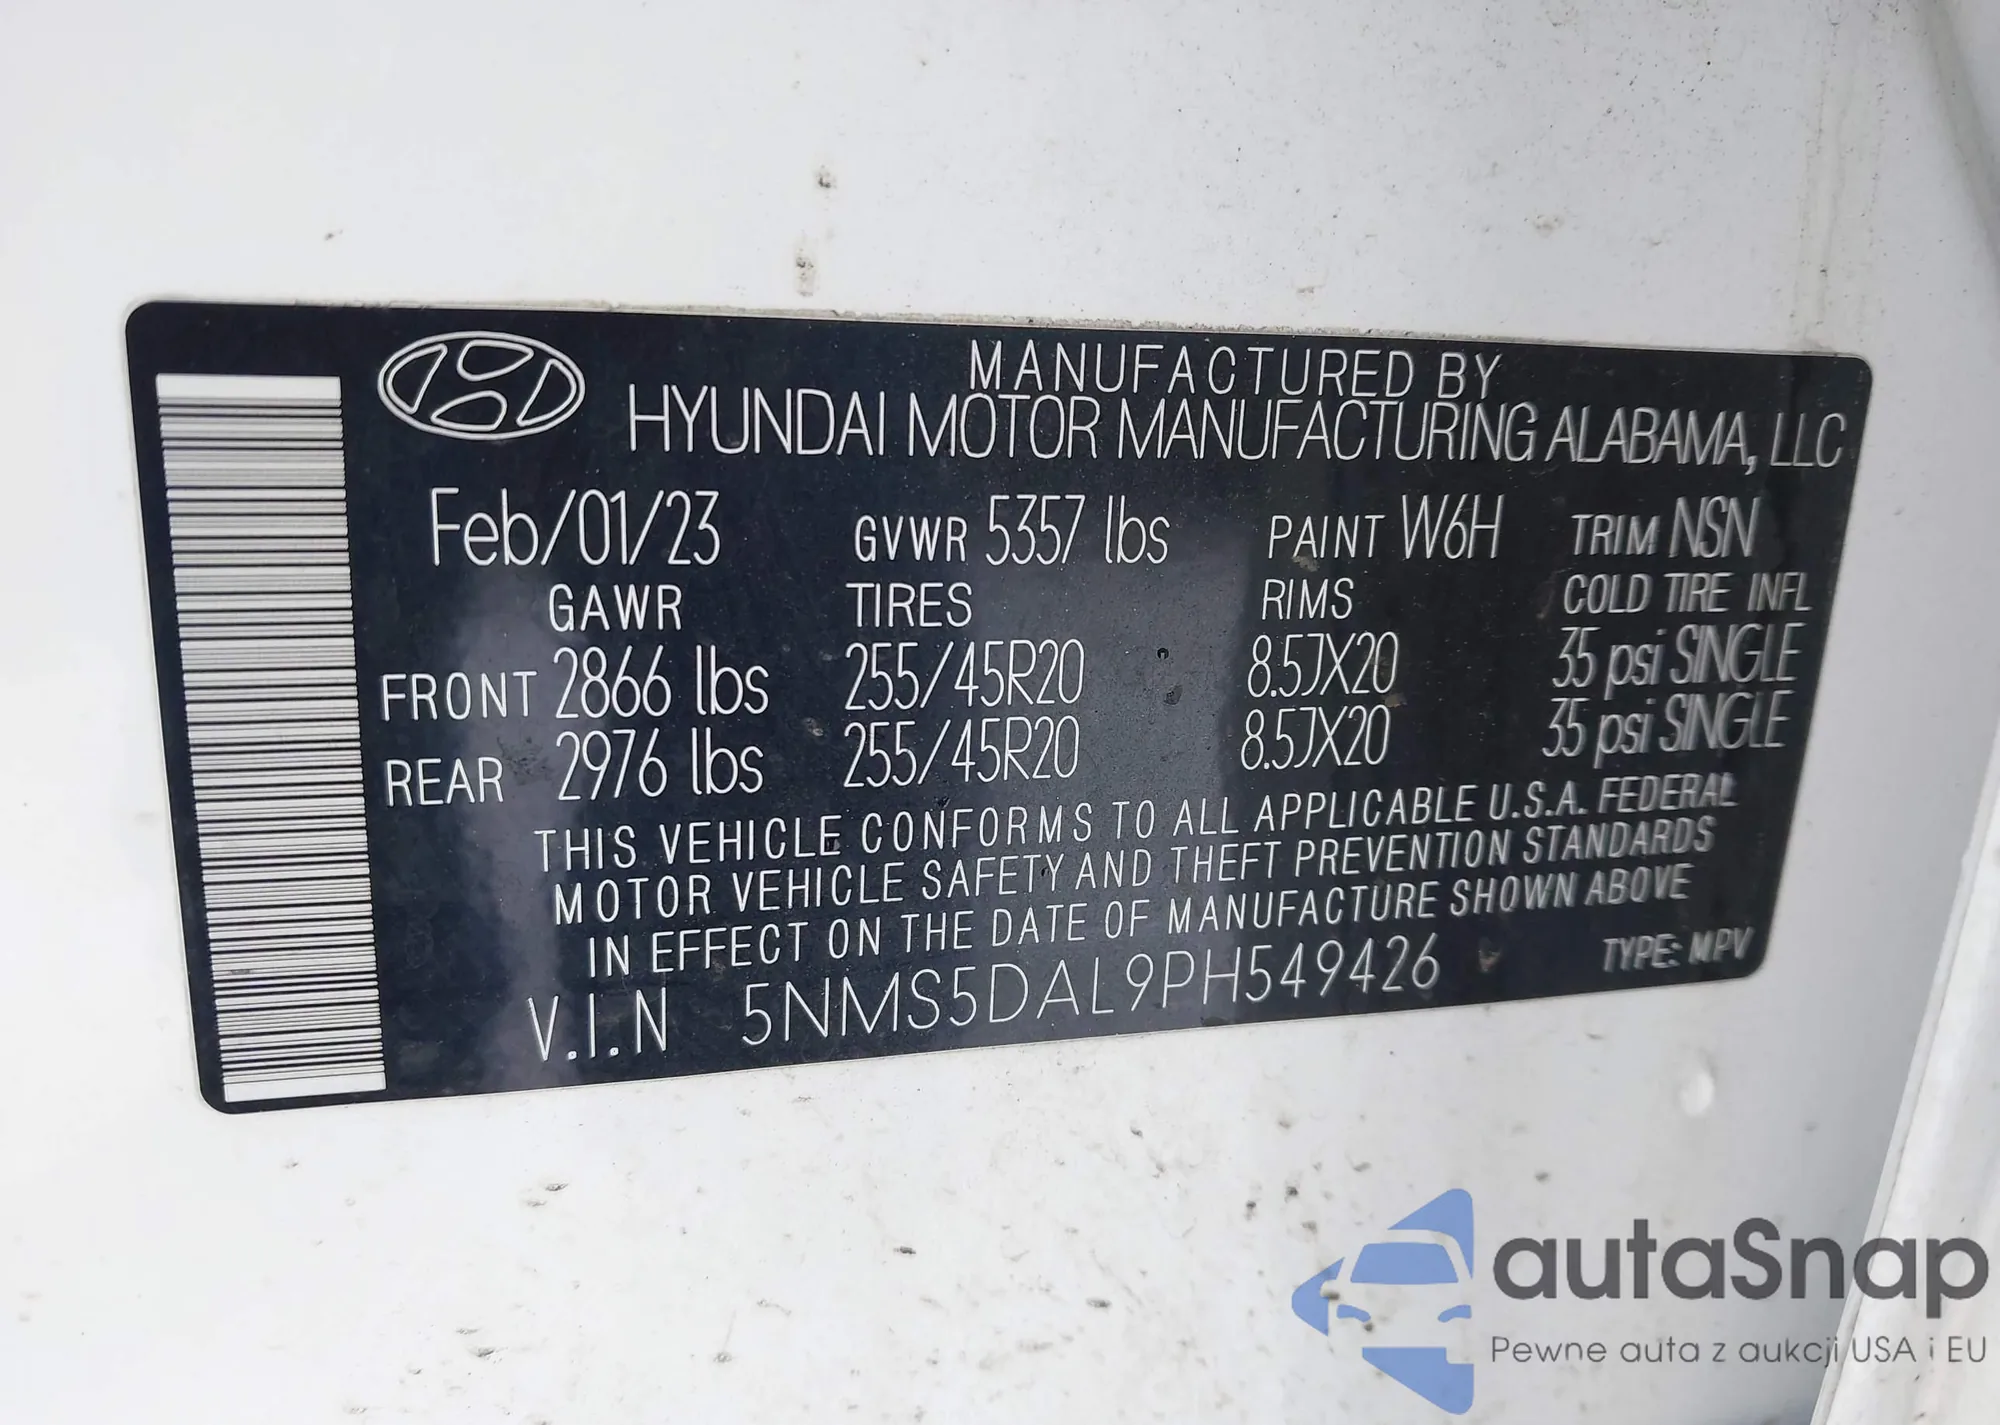 MANUFACTURED BY
HYUNDAI MOTOR MANUFACTURING ALABAMA, LLC
Feb/01/23 GVWR 5357 lbs PAINT W6H TRIM NSN
GAWR TIRES RIMS COLD TIRE INFL
FRONT 2866 lbs 255/45R20 8.5JX20 35 psi SINGLE
REAR 2976 lbs 255/45R20 8.5JX20 35 psi SINGLE
THIS VEHICLE CONFORMS TO ALL APPLICABLE U.S.A. FEDERAL
MOTOR VEHICLE SAFETY AND THEFT PREVENTION STANDARDS
IN EFFECT ON THE DATE OF MANUFACTURE SHOWN ABOVE
V.I.N 5NMS5DAL9PH549426 TYPE: MPV
autaSnap
Pewne auta z aukcji USA i EU